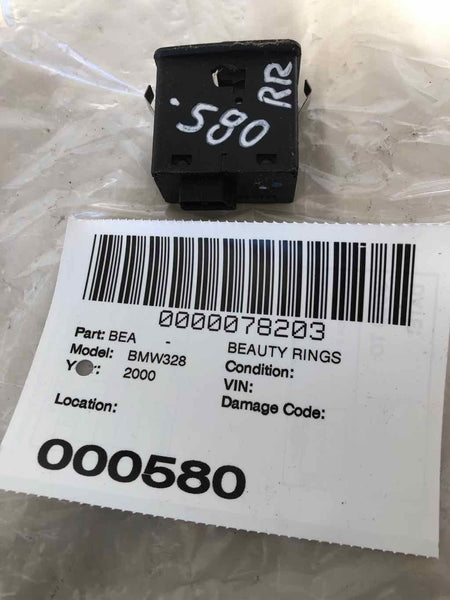 580
RR
0000078203
Part: BEA - BEAUTY RINGS
Model: BMW328 Condition:
2000 VIN:
Location: Damage Code:
000580